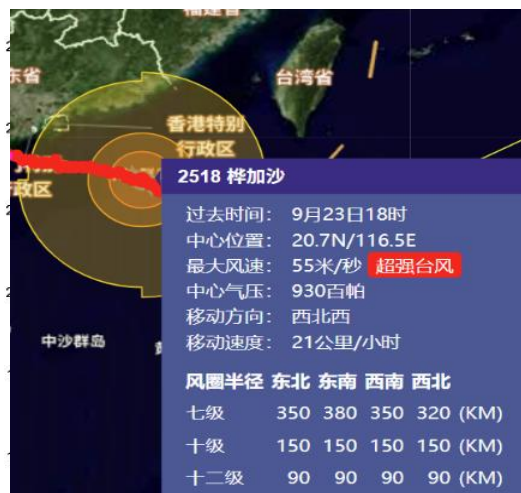 福建省
东省
台湾省
香港特别
行政区
行政区
2518 桦加沙
过去时间： 9月23日18时
中心位置： 20.7N/116.5E
最大风速： 55米/秒 超强台风
中心气压： 930百帕
移动方向： 西北西
移动速度： 21公里/小时
中沙群岛
风圈半径 东北 东南 西南 西北
七级 350 380 350 320 (KM)
十级 150 150 150 150 (KM)
十二级 90 90 90 90 (KM)